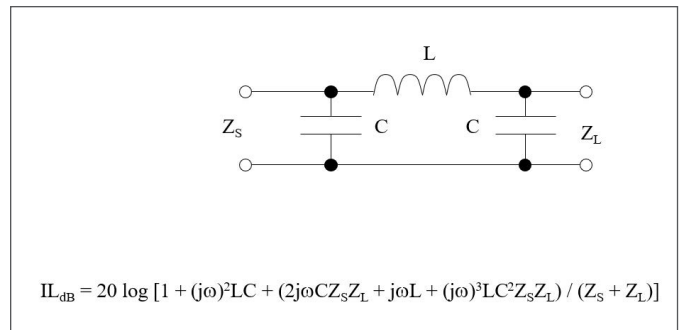 L
Z_S C C Z_L
IL_dB = 20 log [1 + (jω)²LC + (2jωCZ_SZ_L + jωL + (jω)³LC²Z_SZ_L) / (Z_S + Z_L)]